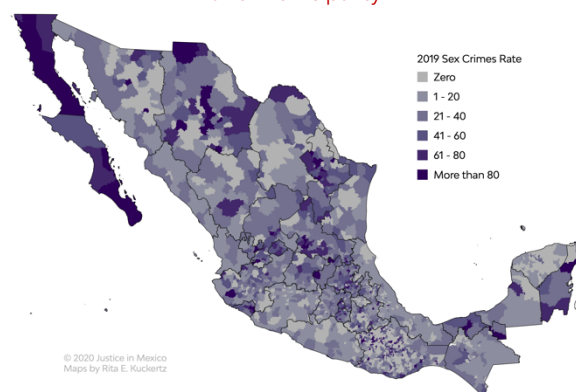 2019 Sex Crimes Rate
Zero
1 - 20
21 - 40
41 - 60
61 - 80
More than 80
© 2020 Justice in Mexico
Maps by Rita E. Kuckertz